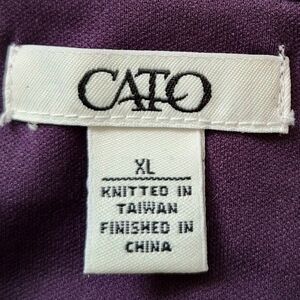 CATO
XL
KNITTED IN
TAIWAN
FINISHED IN
CHINA